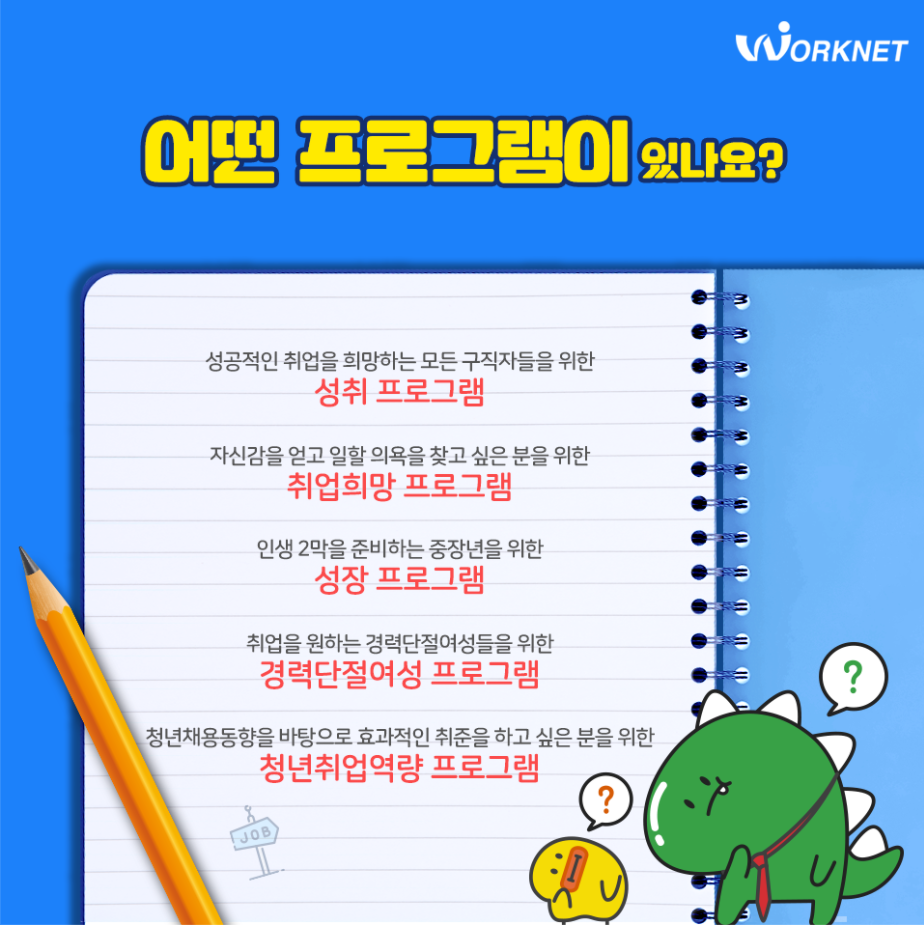 WORKNET
어떤 프로그램이 있나요?
성공적인 취업을 희망하는 모든 구직자들을 위한
성취 프로그램
자신감을 얻고 일할 의욕을 찾고 싶은 분을 위한
취업희망 프로그램
인생 2막을 준비하는 중장년을 위한
성장 프로그램
취업을 원하는 경력단절여성들을 위한
경력단절여성 프로그램
청년채용동향을 바탕으로 효과적인 취준을 하고 싶은 분을 위한
청년취업역량 프로그램
JOB
?
?